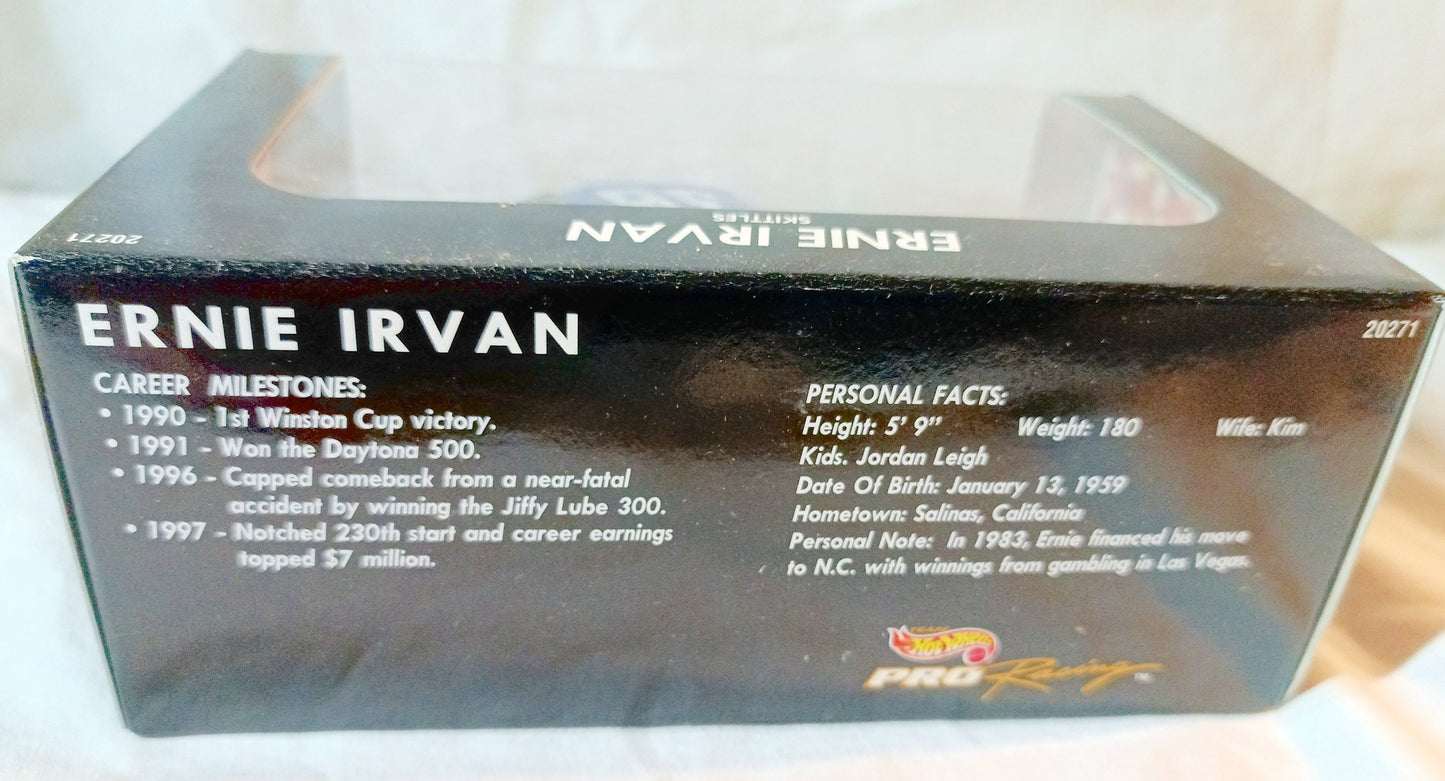 20271
ERNIE IRVAN
SKITTLES
ERNIE IRVAN
20271
CAREER MILESTONES:
• 1990 - 1st Winston Cup victory.
• 1991 - Won the Daytona 500.
• 1996 - Capped comeback from a near-fatal
accident by winning the Jiffy Lube 300.
• 1997 - Notched 230th start and career earnings
topped $7 million.
PERSONAL FACTS:
Height: 5' 9" Weight: 180 Wife: Kim
Kids. Jordan Leigh
Date Of Birth: January 13, 1959
Hometown: Salinas, California
Personal Note: In 1983, Ernie financed his move
to N.C. with winnings from gambling in Las Vegas.
TEAM
Hot Wheels
PRO Racing™